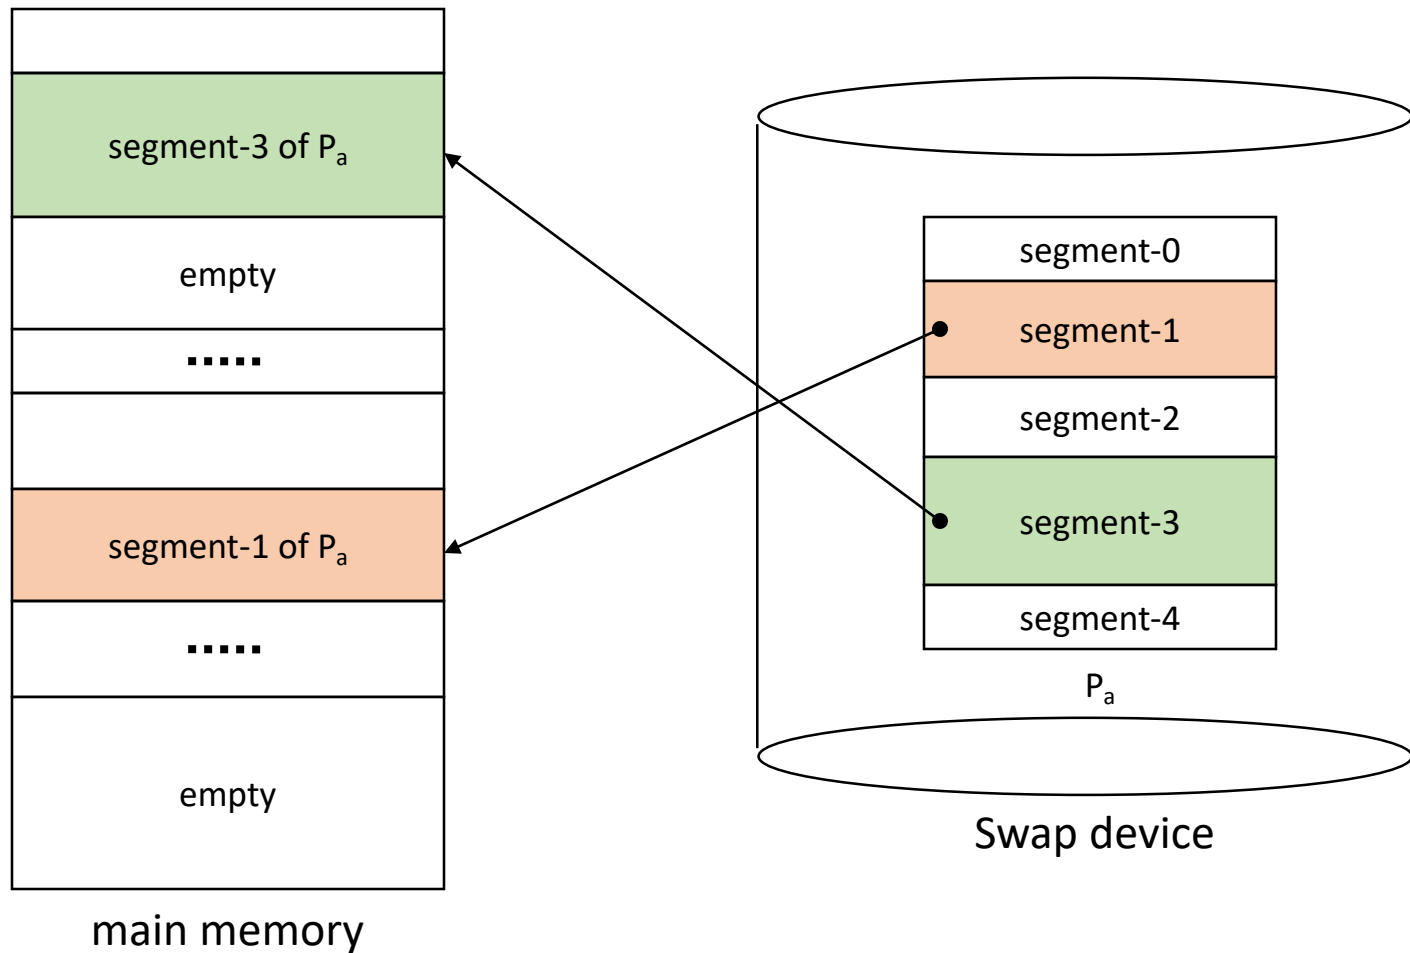 segment-3 of Pa
empty
.....
segment-1 of Pa
.....
empty
main memory
segment-0
segment-1
segment-2
segment-3
segment-4
Pa
Swap device